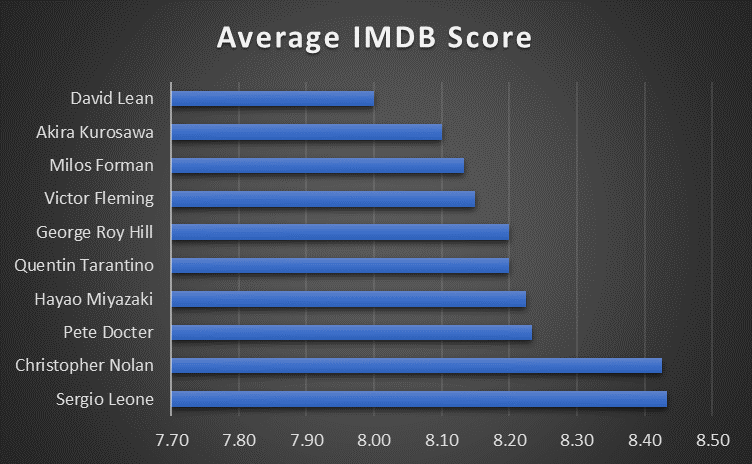 Average IMDB Score
David Lean
Akira Kurosawa
Milos Forman
Victor Fleming
George Roy Hill
Quentin Tarantino
Hayao Miyazaki
Pete Docter
Christopher Nolan
Sergio Leone
7.70 7.80 7.90 8.00 8.10 8.20 8.30 8.40 8.50